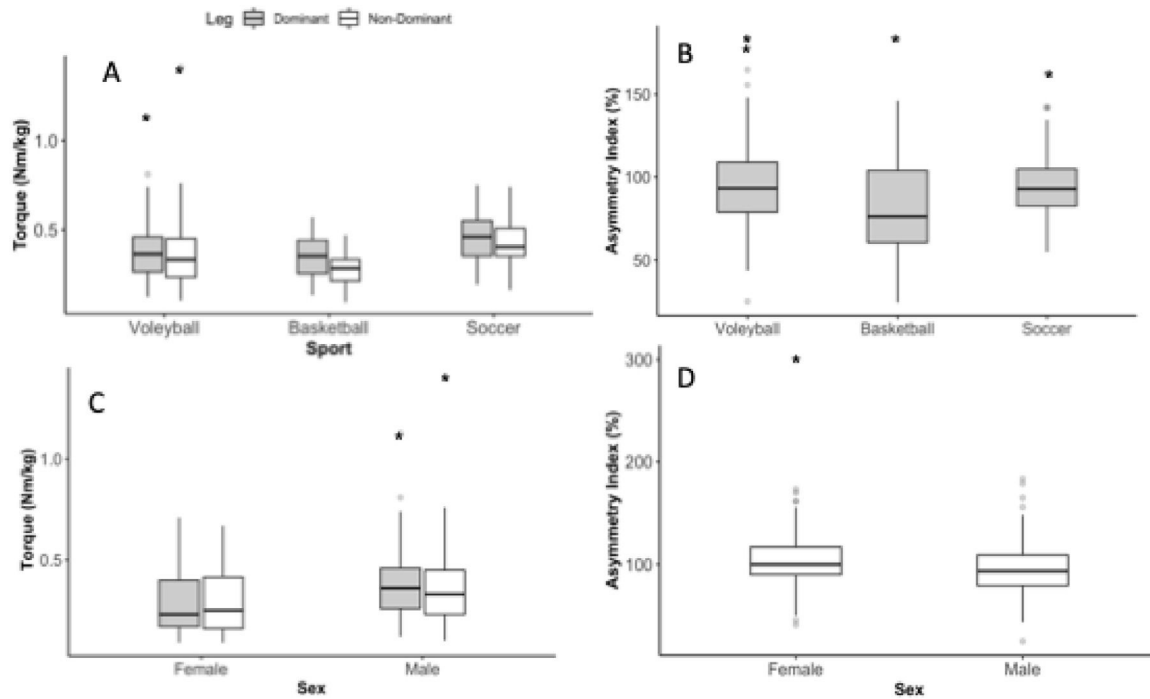 Leg Dominant Non-Dominant
A
Torque (Nm/kg)
1.0
0.5
*
*
Voleyball Basketball Soccer
Sport
B
Asymmetry Index (%)
150
100
50
*
*
*
*
Volleyball Basketball Soccer
C
Torque (Nm/kg)
1.0
0.5
*
*
Female Male
Sex
D
Asymmetry Index (%)
300
200
100
*
Female Male
Sex